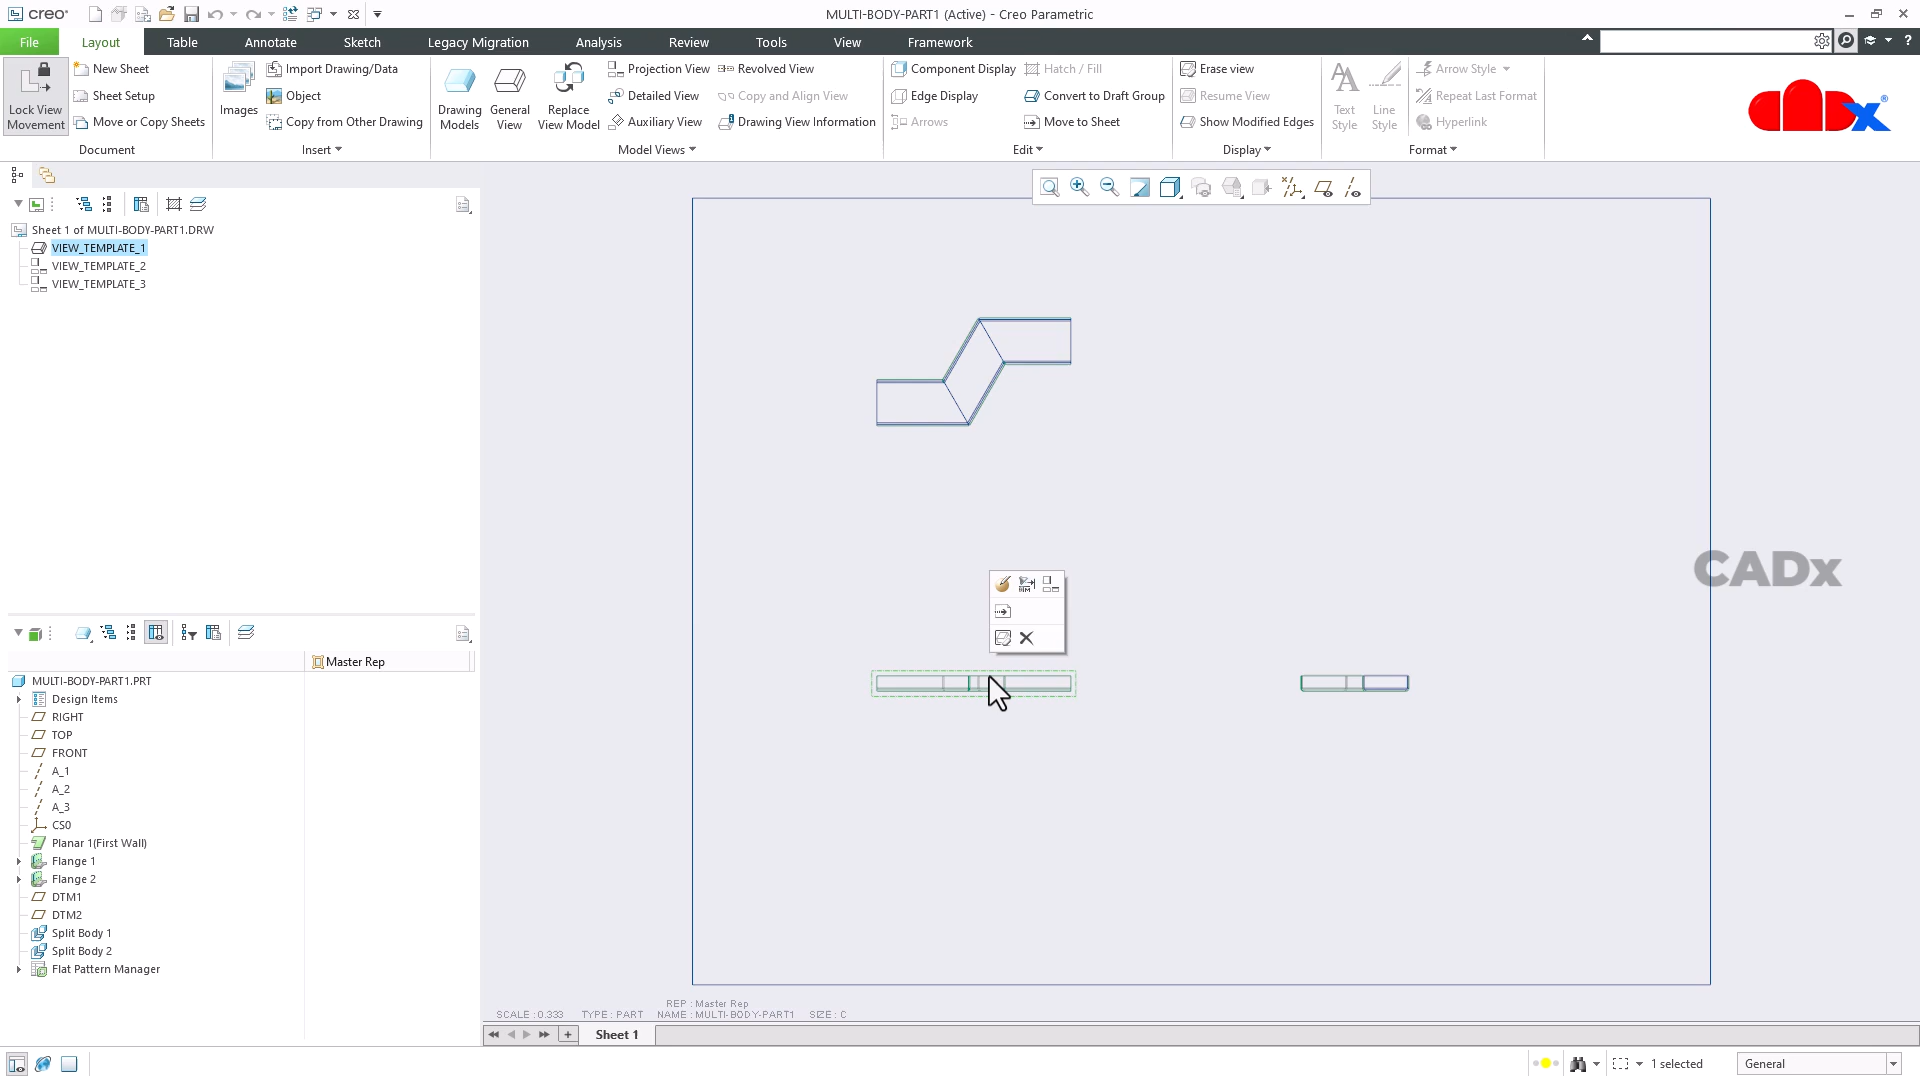 creo®
MULTI-BODY-PART1 (Active) - Creo Parametric
File Layout Table Annotate Sketch Legacy Migration Analysis Review Tools View Framework
Lock View Movement
New Sheet
Sheet Setup
Move or Copy Sheets
Document
Images
Import Drawing/Data
Object
Copy from Other Drawing
Insert
Drawing Models
General View
Replace View Model
Projection View
Detailed View
Auxiliary View
Revolved View
Copy and Align View
Drawing View Information
Model Views
Component Display
Edge Display
Arrows
Hatch / Fill
Convert to Draft Group
Move to Sheet
Edit
Erase view
Resume View
Show Modified Edges
Display
Text Style
Line Style
Arrow Style
Repeat Last Format
Hyperlink
Format
CADx®
Sheet 1 of MULTI-BODY-PART1.DRW
VIEW_TEMPLATE_1
VIEW_TEMPLATE_2
VIEW_TEMPLATE_3
Master Rep
MULTI-BODY-PART1.PRT
Design Items
RIGHT
TOP
FRONT
A_1
A_2
A_3
CS0
Planar 1(First Wall)
Flange 1
Flange 2
DTM1
DTM2
Split Body 1
Split Body 2
Flat Pattern Manager
CADx
REP : Master Rep
SCALE : 0.333 TYPE : PART NAME : MULTI-BODY-PART1 SIZE : C
Sheet 1
1 selected
General